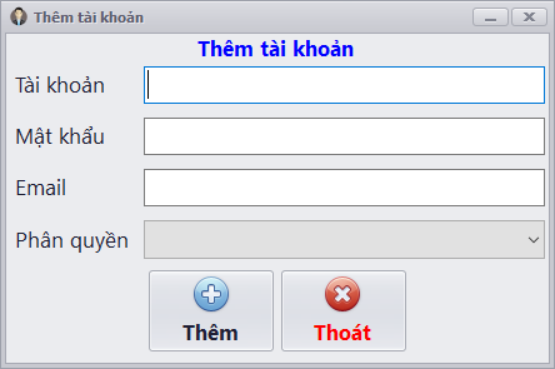 Thêm tài khoản
Thêm tài khoản
Tài khoản
Mật khẩu
Email
Phân quyền
Thêm
Thoát